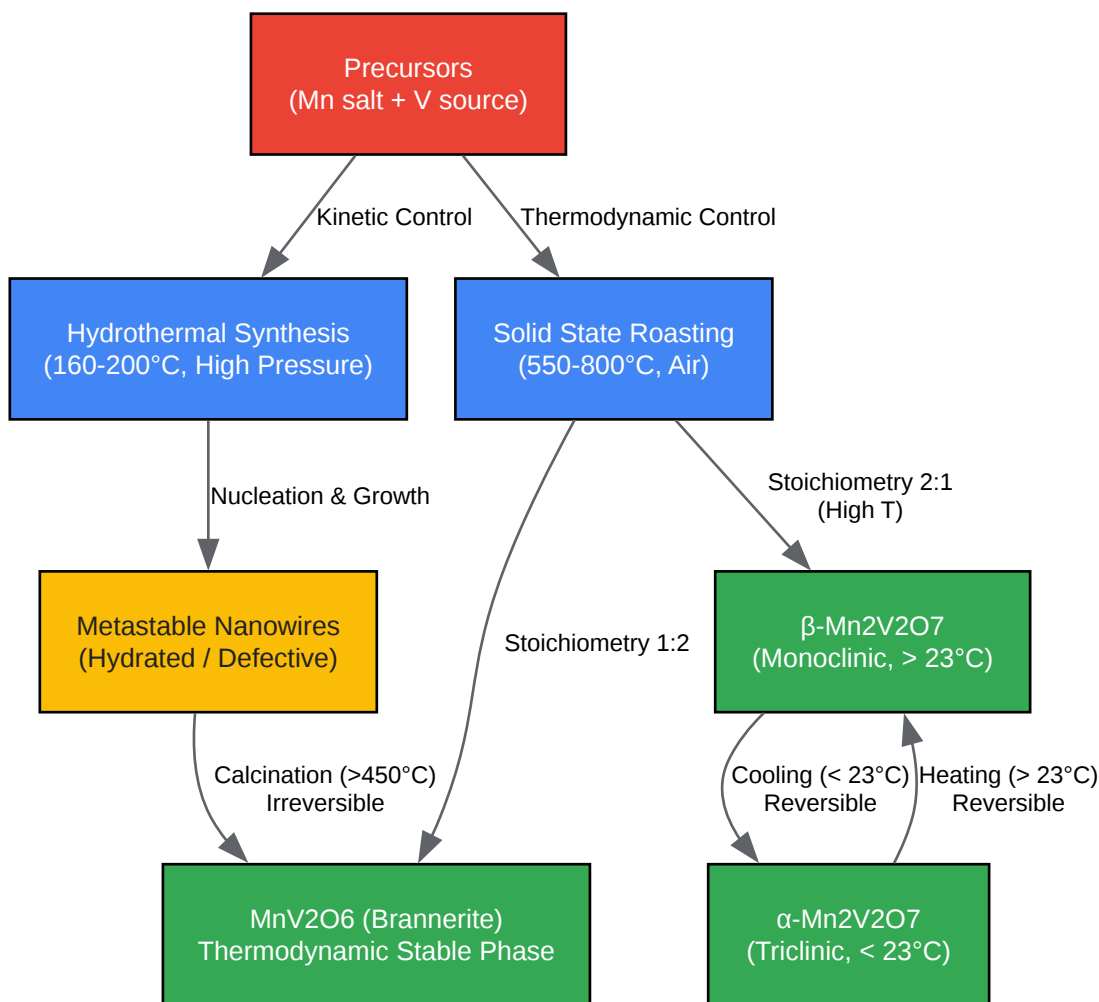 Precursors
(Mn salt + V source)
Kinetic Control
Thermodynamic Control
Hydrothermal Synthesis
(160-200°C, High Pressure)
Solid State Roasting
(550-800°C, Air)
Nucleation & Growth
Stoichiometry 2:1
(High T)
Metastable Nanowires
(Hydrated / Defective)
Stoichiometry 1:2
β-Mn2V2O7
(Monoclinic, > 23°C)
Calcination (>450°C)
Irreversible
Cooling (< 23°C)
Reversible
Heating (> 23°C)
Reversible
MnV2O6 (Brannerite)
Thermodynamic Stable Phase
α-Mn2V2O7
(Triclinic, < 23°C)